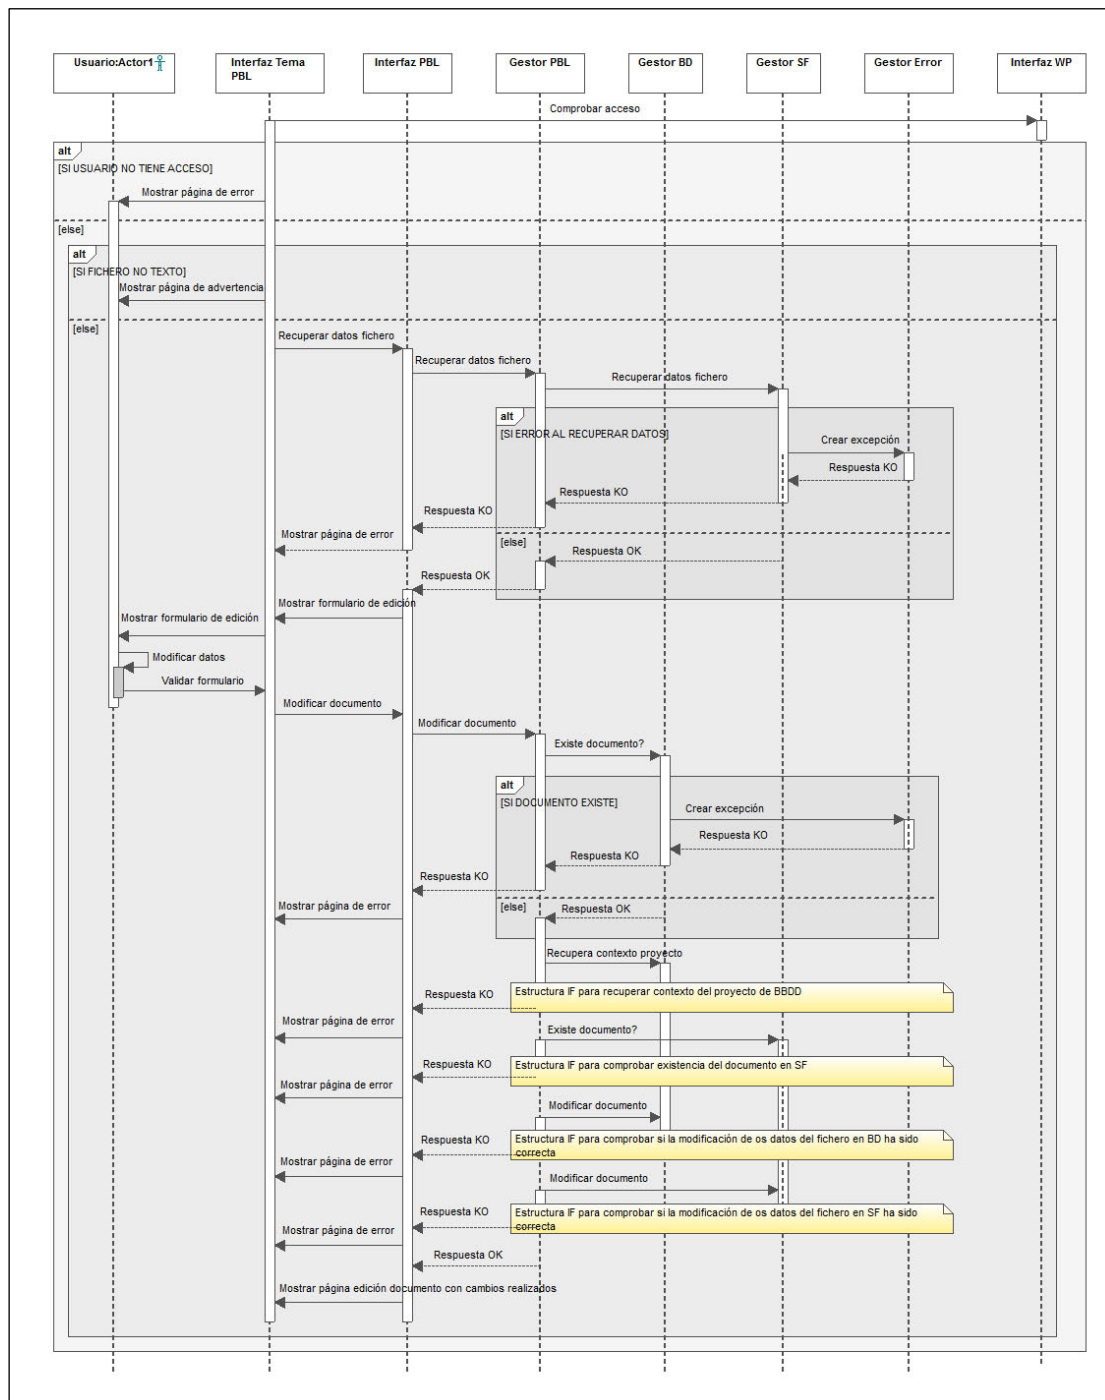 Usuario:Actor1
Interfaz Tema
PBL
Interfaz PBL
Gestor PBL
Gestor BD
Gestor SF
Gestor Error
Interfaz WP
Comprobar acceso
alt
[SI USUARIO NO TIENE ACCESO]
Mostrar página de error
[else]
alt
[SI FICHERO NO TEXTO]
Mostrar página de advertencia
[else]
Recuperar datos fichero
Recuperar datos fichero
Recuperar datos fichero
alt
[SI ERROR AL RECUPERAR DATOS]
Crear excepción
Respuesta KO
Respuesta KO
Respuesta KO
Mostrar página de error
[else]
Respuesta OK
Respuesta OK
Mostrar formulario de edición
Mostrar formulario de edición
Modificar datos
Validar formulario
Modificar documento
Modificar documento
Existe documento?
alt
[SI DOCUMENTO EXISTE]
Crear excepción
Respuesta KO
Respuesta KO
Respuesta KO
Mostrar página de error
[else]
Respuesta OK
Recupera contexto proyecto
Estructura IF para recuperar contexto del proyecto de BBDD
Respuesta KO
Mostrar página de error
Existe documento?
Estructura IF para comprobar existencia del documento en SF
Respuesta KO
Mostrar página de error
Modificar documento
Estructura IF para comprobar si la modificación de os datos del fichero en BD ha sido
correcta
Respuesta KO
Mostrar página de error
Modificar documento
Estructura IF para comprobar si la modificación de os datos del fichero en SF ha sido
correcta
Respuesta KO
Mostrar página de error
Respuesta OK
Mostrar página edición documento con cambios realizados